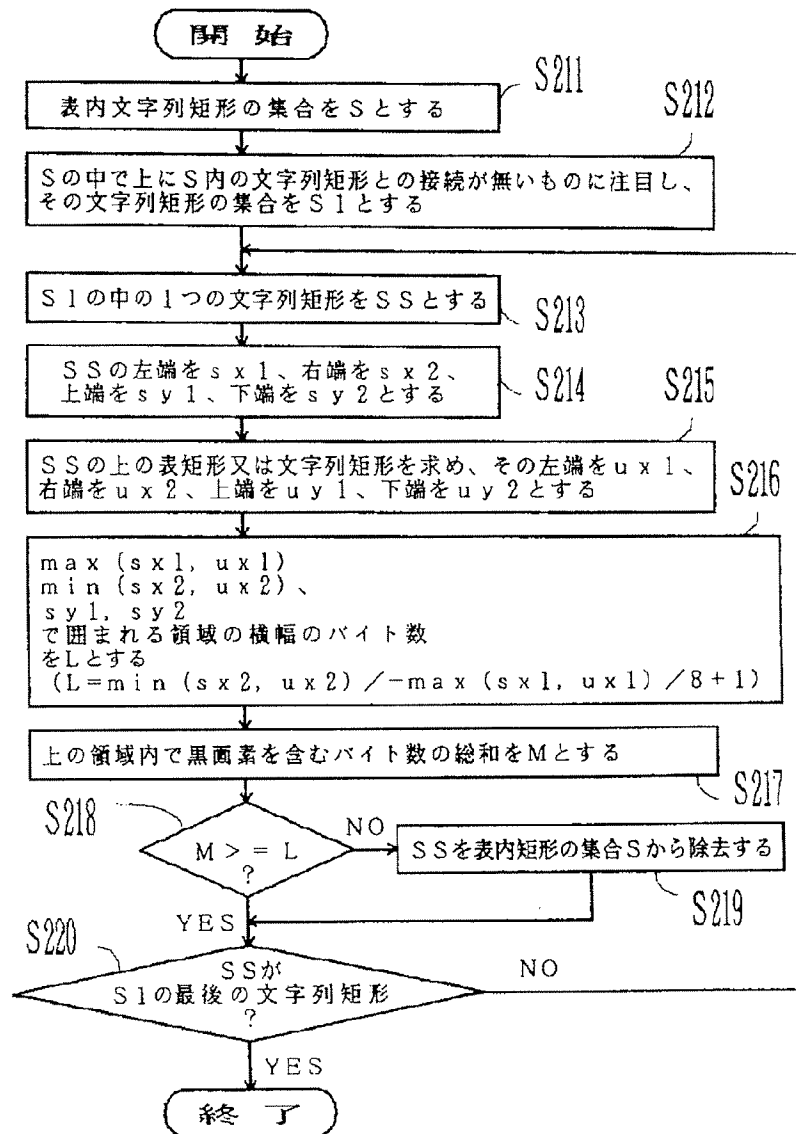 開始
S211
表内文字列矩形の集合をSとする
S212
Sの中で上にS内の文字列矩形との接続が無いものに注目し、
その文字列矩形の集合をS1とする
S1の中の1つの文字列矩形をSSとする
S213
SSの左端をsx1、右端をsx2、
上端をsy1、下端をsy2とする
S214
S215
SSの上の表矩形又は文字列矩形を求め、その左端をux1、
右端をux2、上端をuy1、下端をuy2とする
S216
max(sx1, ux1)
min(sx2, ux2)、
sy1, sy2
で囲まれる領域の横幅のバイト数
をLとする
(L=min(sx2, ux2)/-max(sx1, ux1)/8+1)
上の領域内で黒画素を含むバイト数の総和をMとする
S217
S218
M>=L
?
NO
SSを表内矩形の集合Sから除去する
S219
YES
S220
SSが
S1の最後の文字列矩形
?
NO
YES
終了